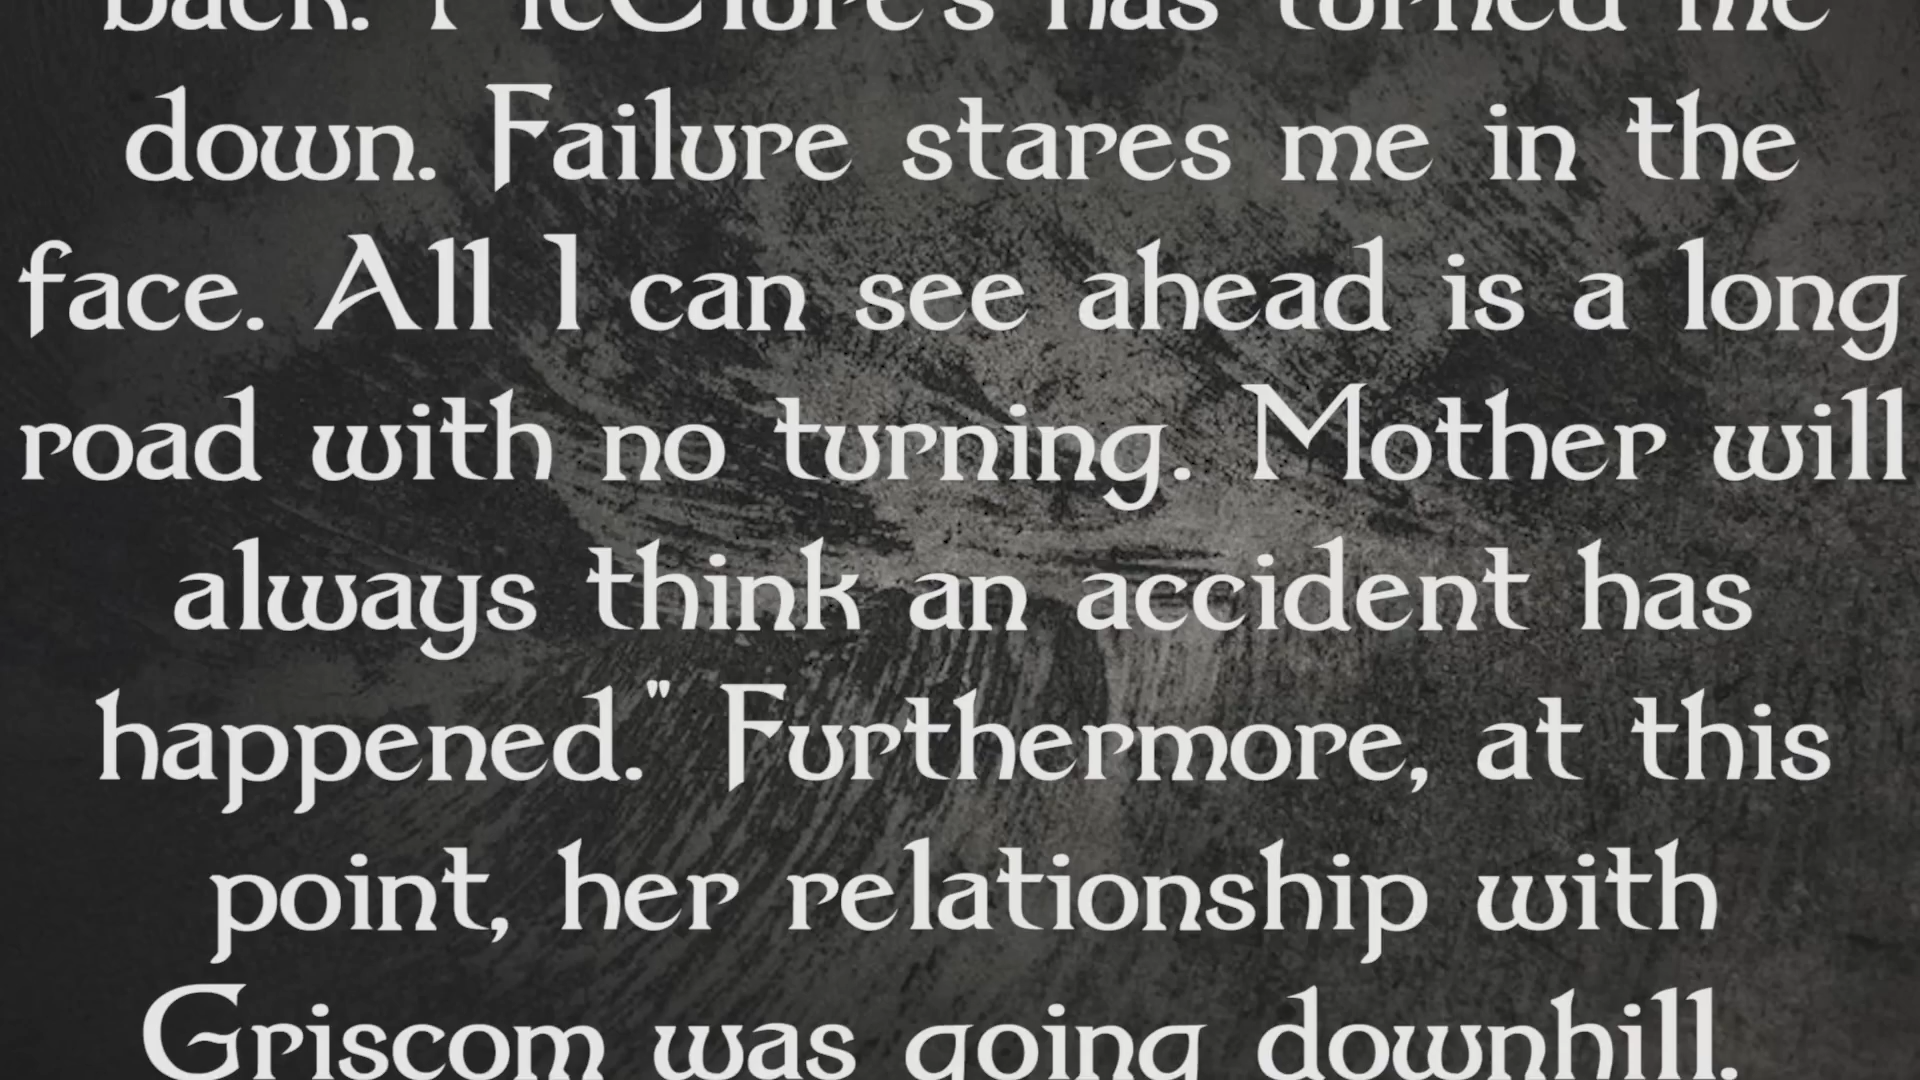 back. McClure's has turned me
down. Failure stares me in the
face. All I can see ahead is a long
road with no turning. Mother will
always think an accident has
happened." Furthermore, at this
point, her relationship with
Griscom was going downhill.